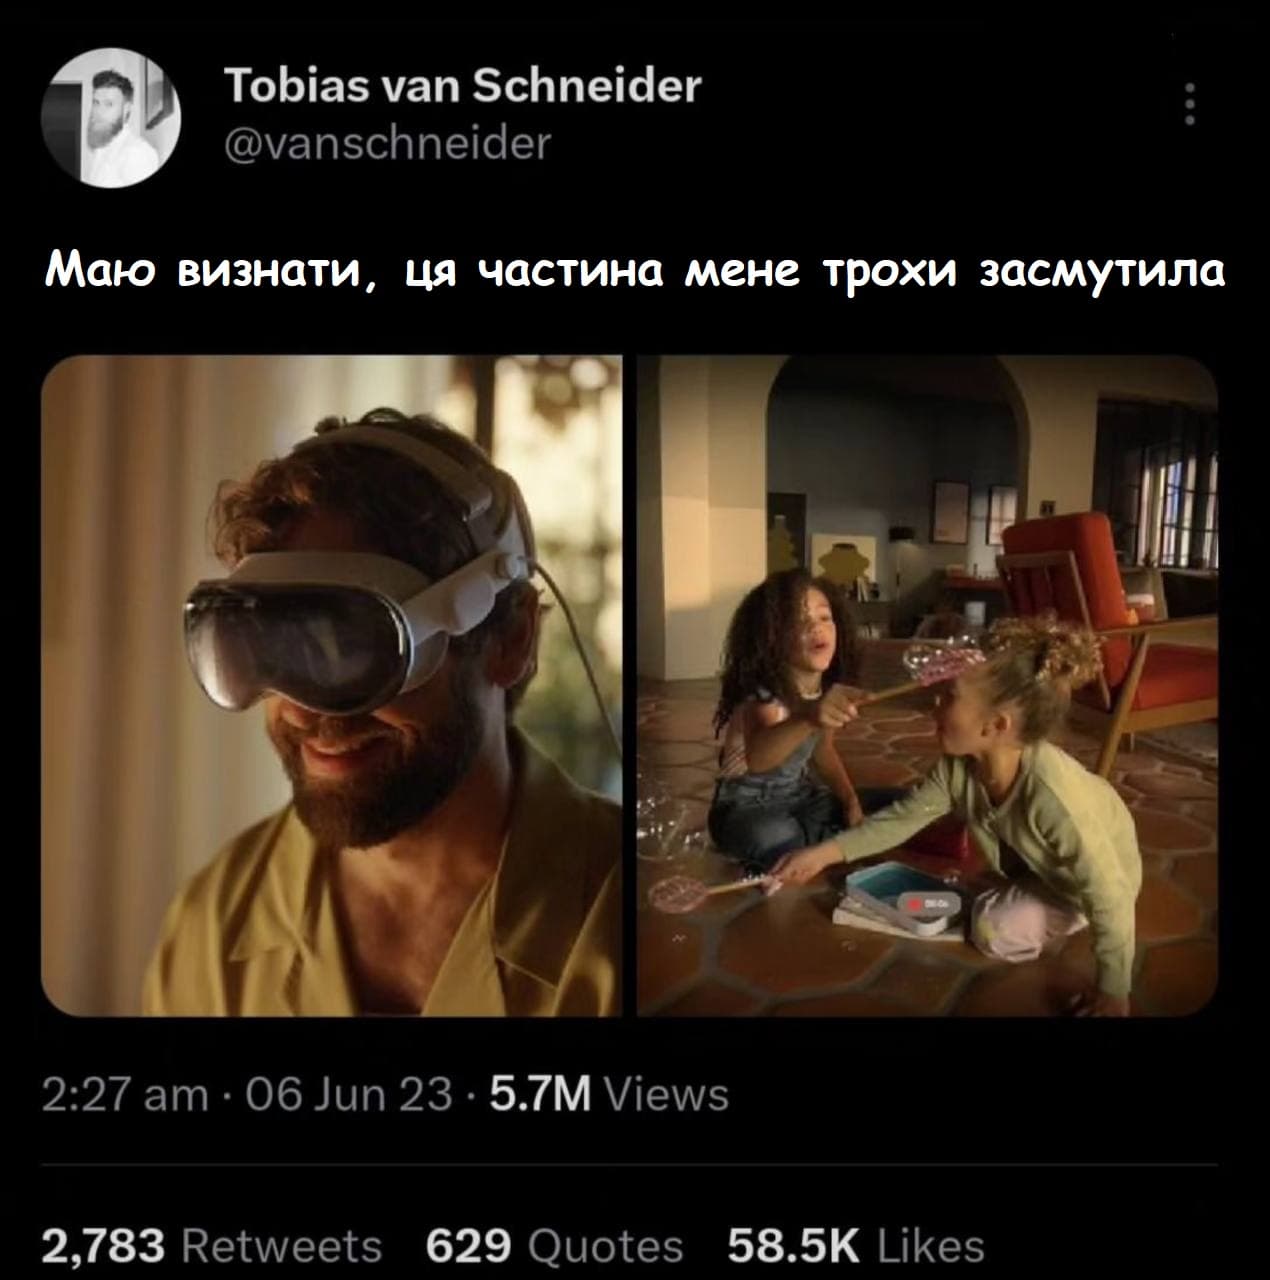 Tobias van Schneider
@vanschneider
Маю визнати, ця частина мене трохи засмутила
2:27 am · 06 Jun 23 · 5.7M Views
2,783 Retweets 629 Quotes 58.5K Likes